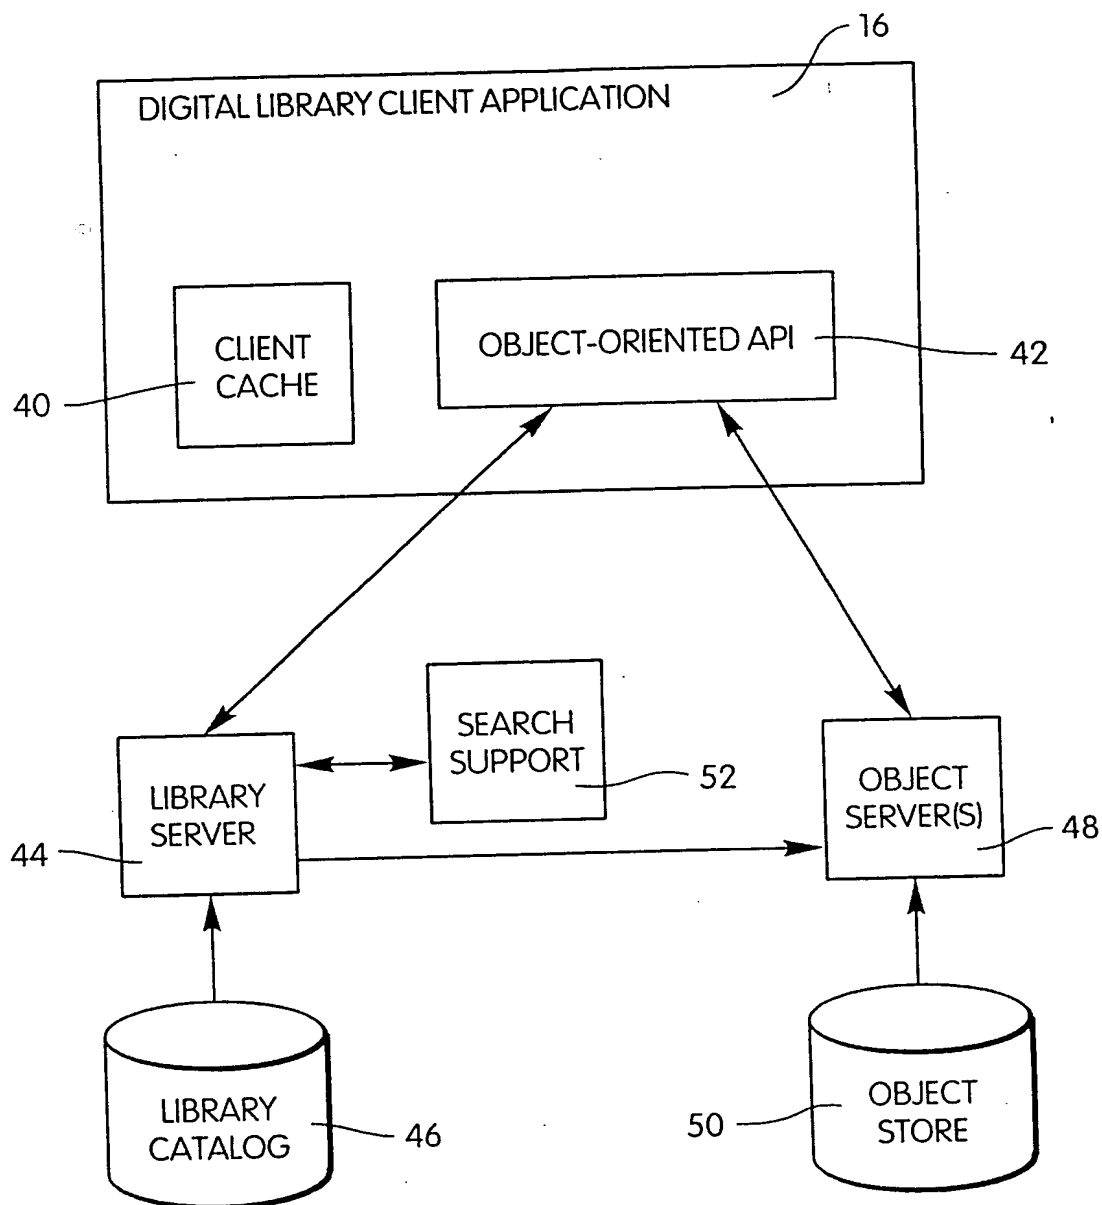 16
DIGITAL LIBRARY CLIENT APPLICATION
CLIENT
CACHE
40
OBJECT-ORIENTED API
42
SEARCH
SUPPORT
52
LIBRARY
SERVER
44
OBJECT
SERVER(S)
48
LIBRARY
CATALOG
46
OBJECT
STORE
50